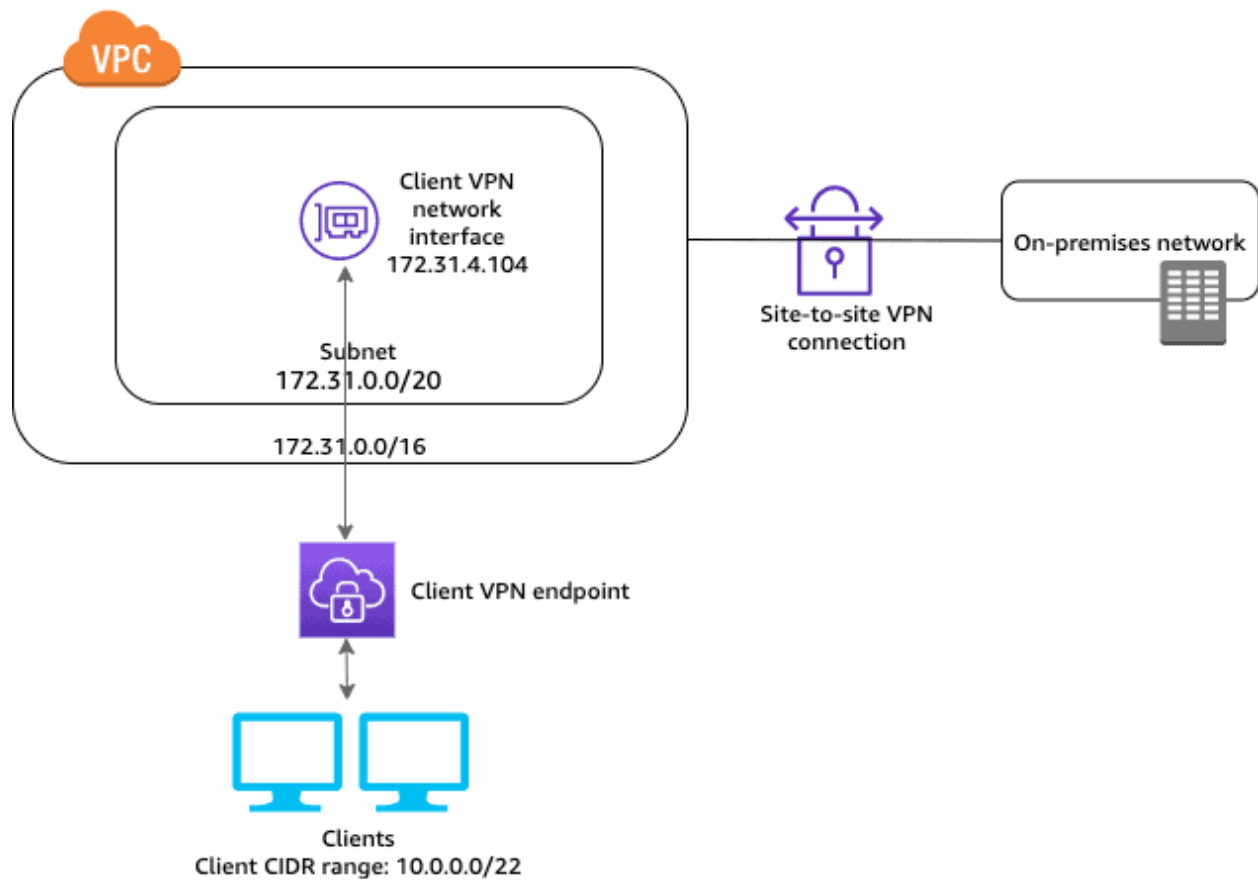 VPC
Client VPN
network
interface
172.31.4.104
Subnet
172.31.0.0/20
172.31.0.0/16
Site-to-site VPN
connection
On-premises network
Client VPN endpoint
Clients
Client CIDR range: 10.0.0.0/22